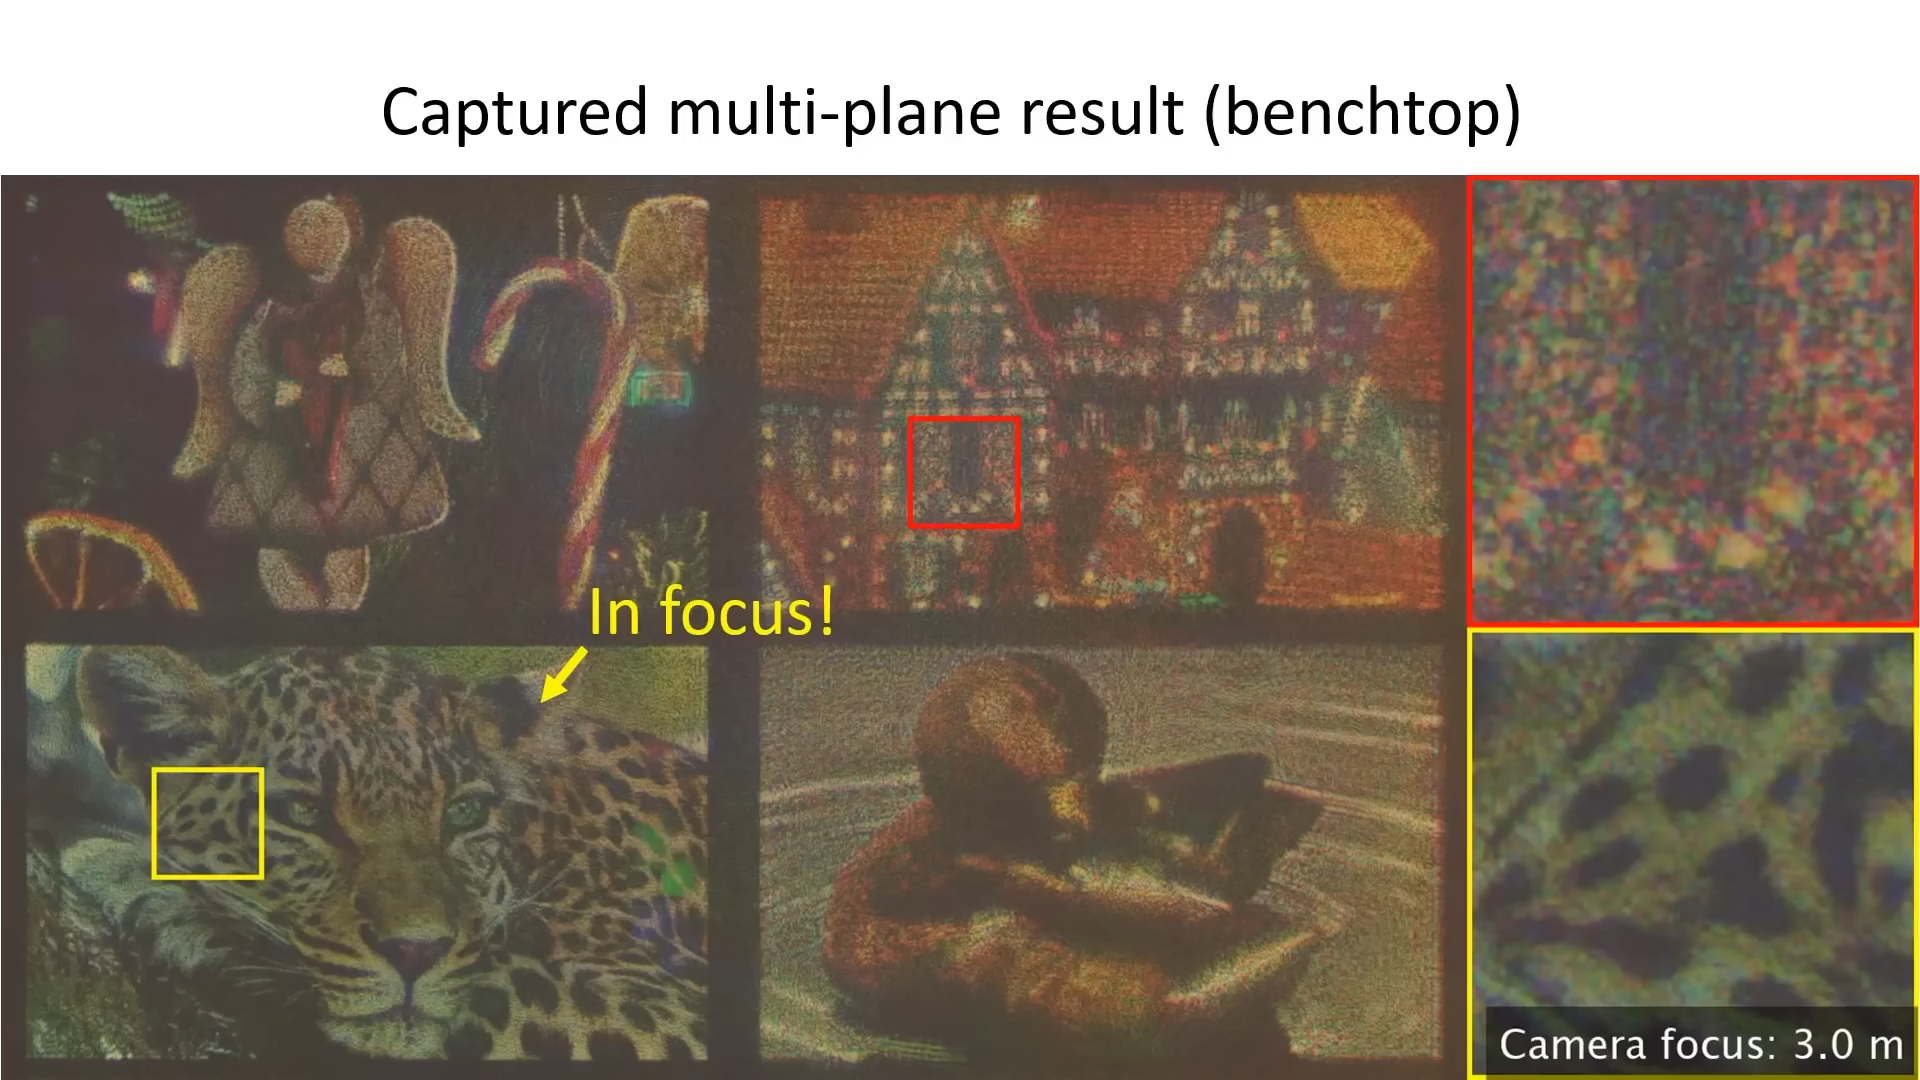 Captured multi-plane result (benchtop)
In focus!
Camera focus: 3.0 m